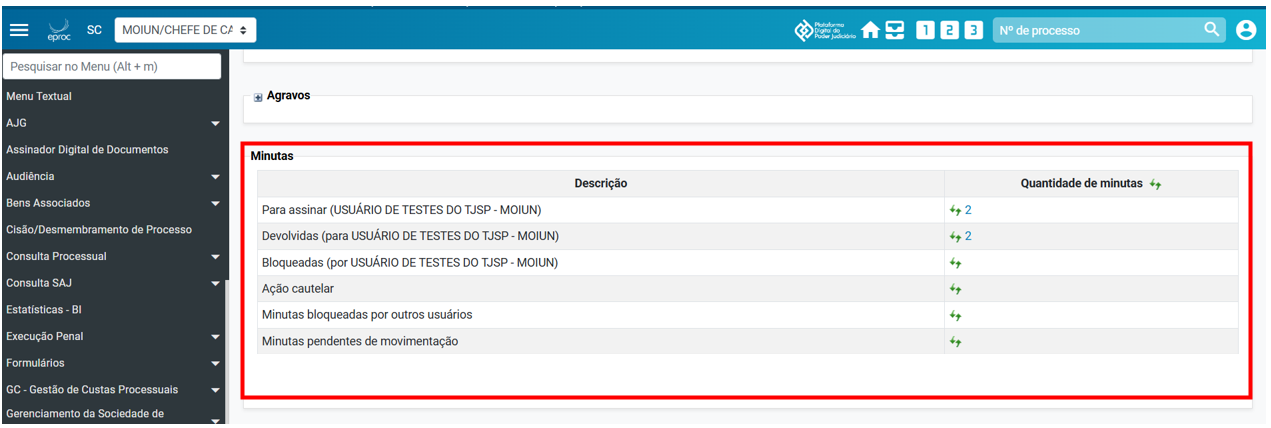 eproc SC MOIUN/CHEFE DE CA Plataforma Digital do Poder Judiciário 1 2 3 Nº de processo
Pesquisar no Menu (Alt + m)
Menu Textual
AJG
Assinador Digital de Documentos
Audiência
Bens Associados
Cisão/Desmembramento de Processo
Consulta Processual
Consulta SAJ
Estatísticas - BI
Execução Penal
Formulários
GC - Gestão de Custas Processuais
Gerenciamento da Sociedade de
Agravos
Minutas
Descrição Quantidade de minutas
Para assinar (USUÁRIO DE TESTES DO TJSP - MOIUN) 2
Devolvidas (para USUÁRIO DE TESTES DO TJSP - MOIUN) 2
Bloqueadas (por USUÁRIO DE TESTES DO TJSP - MOIUN)
Ação cautelar
Minutas bloqueadas por outros usuários
Minutas pendentes de movimentação